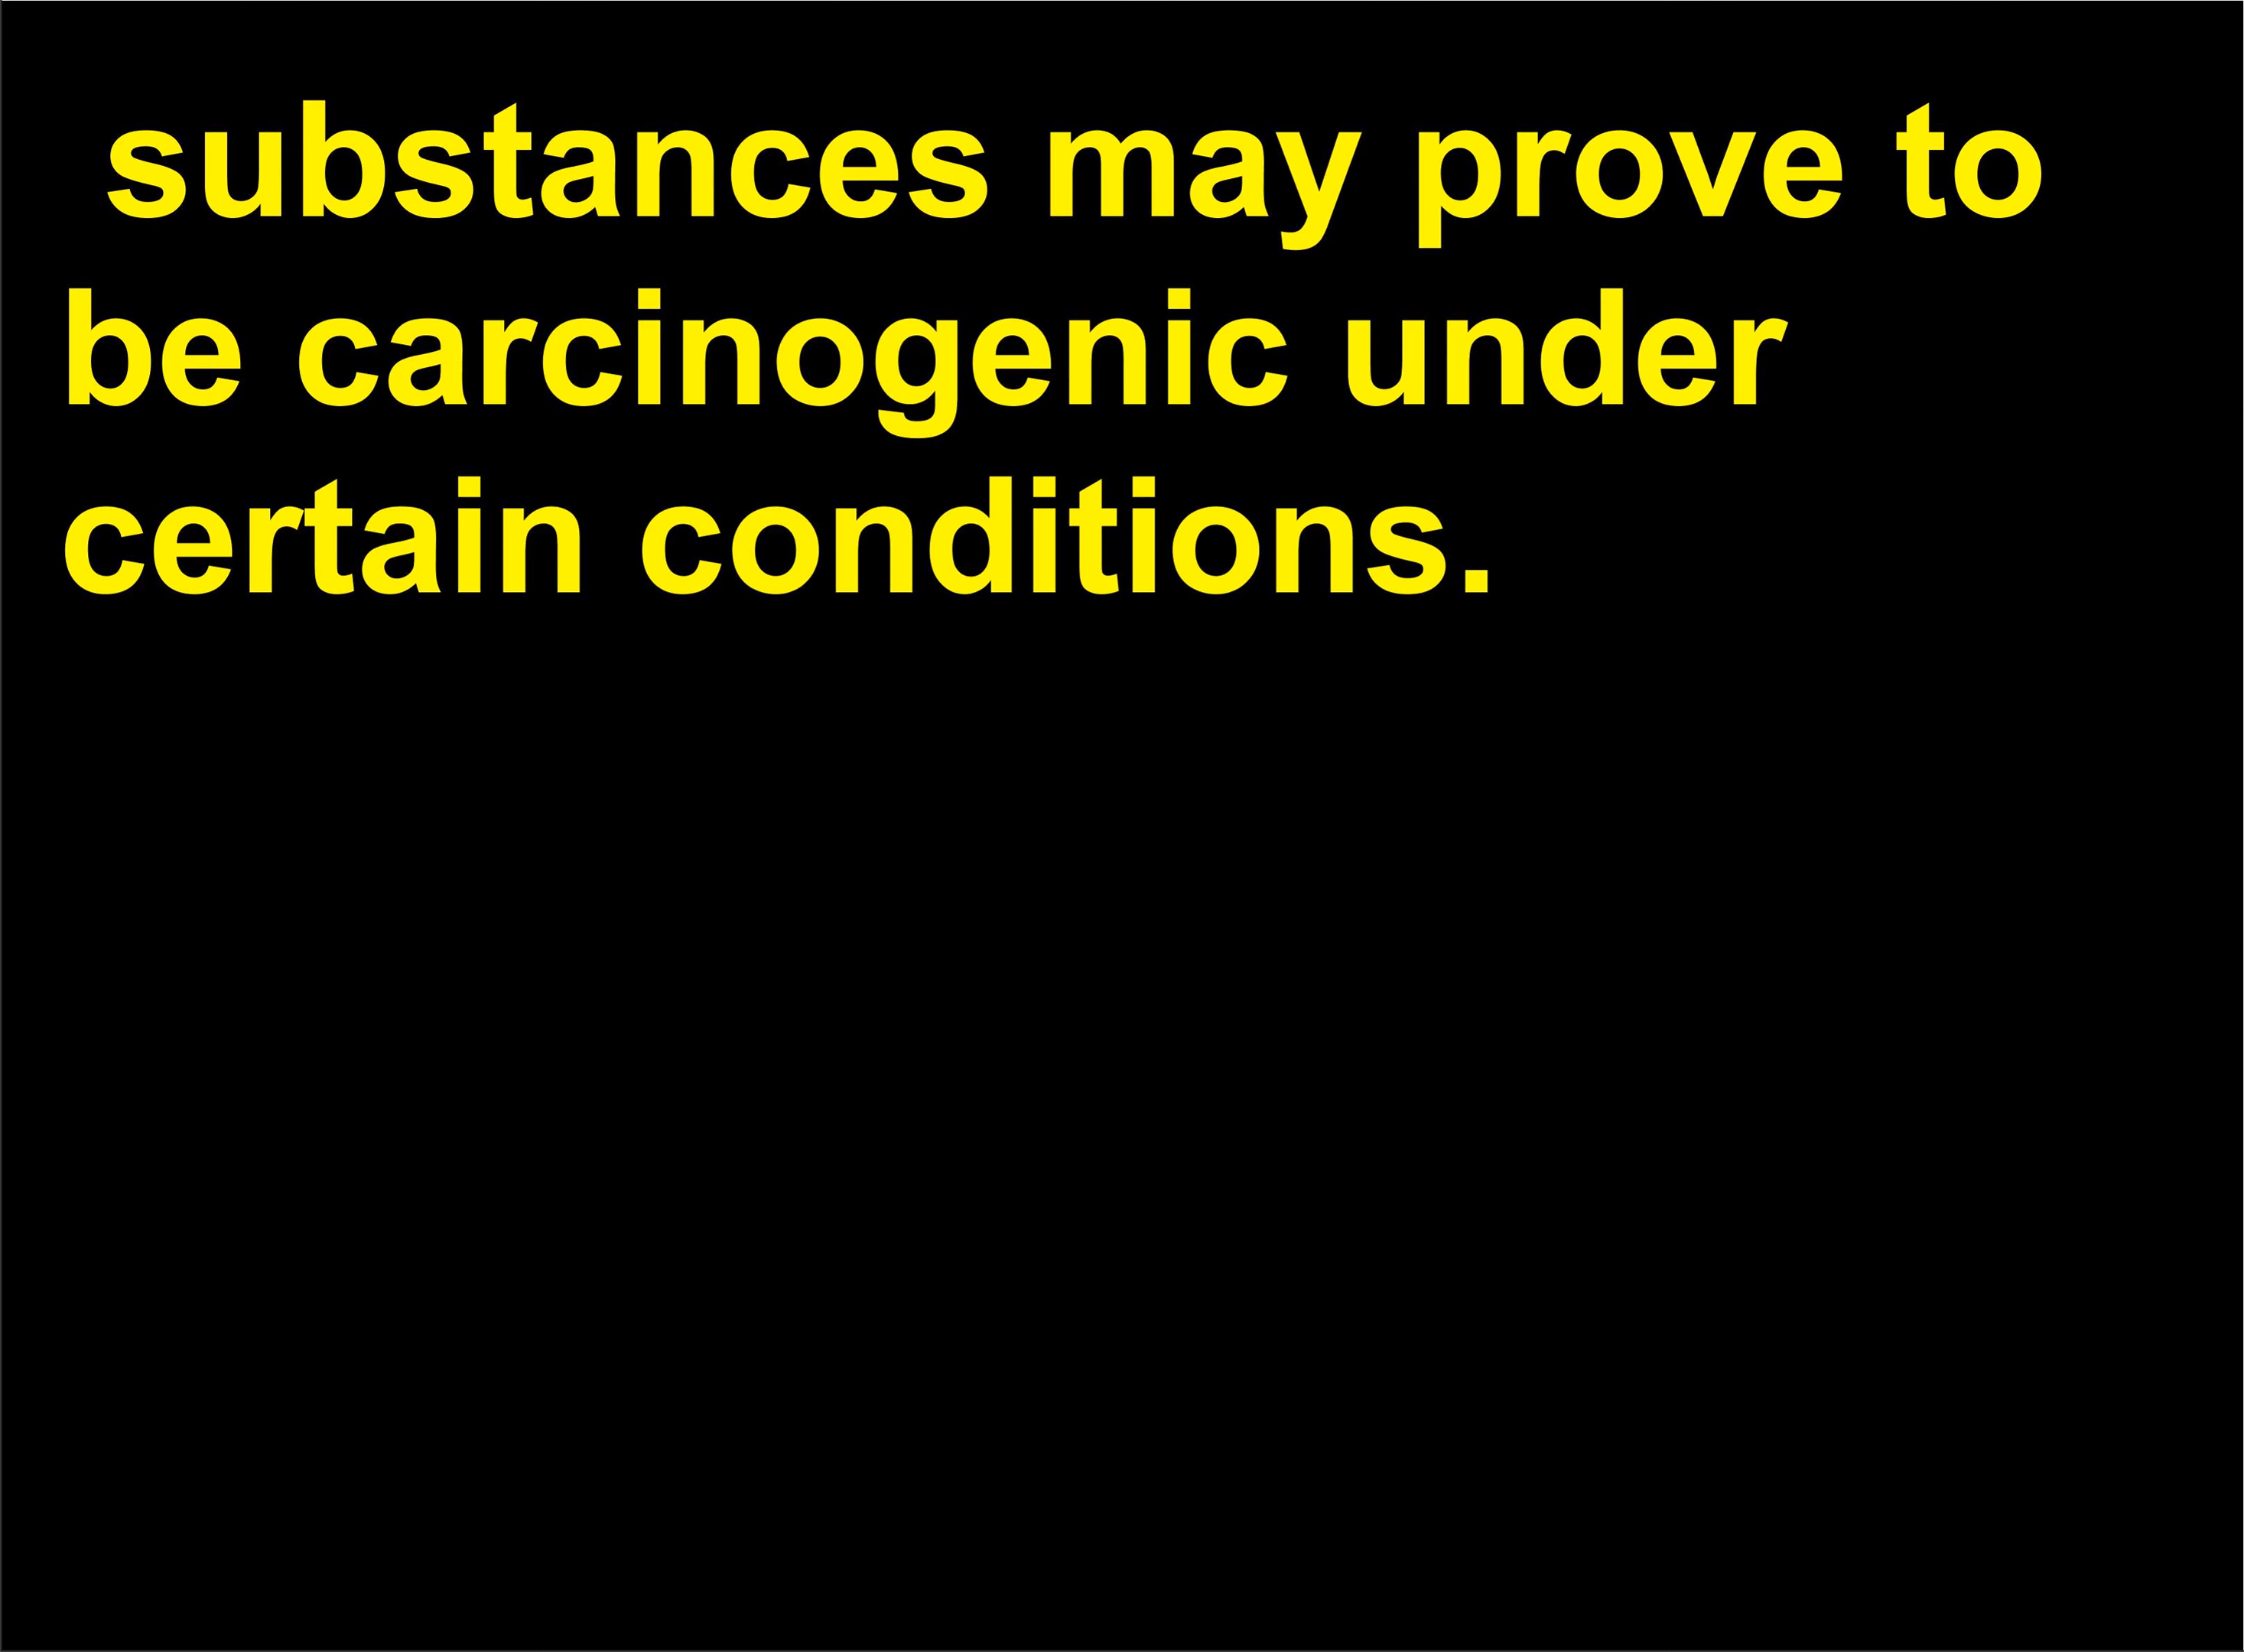 substances may prove to
be carcinogenic under
certain conditions.